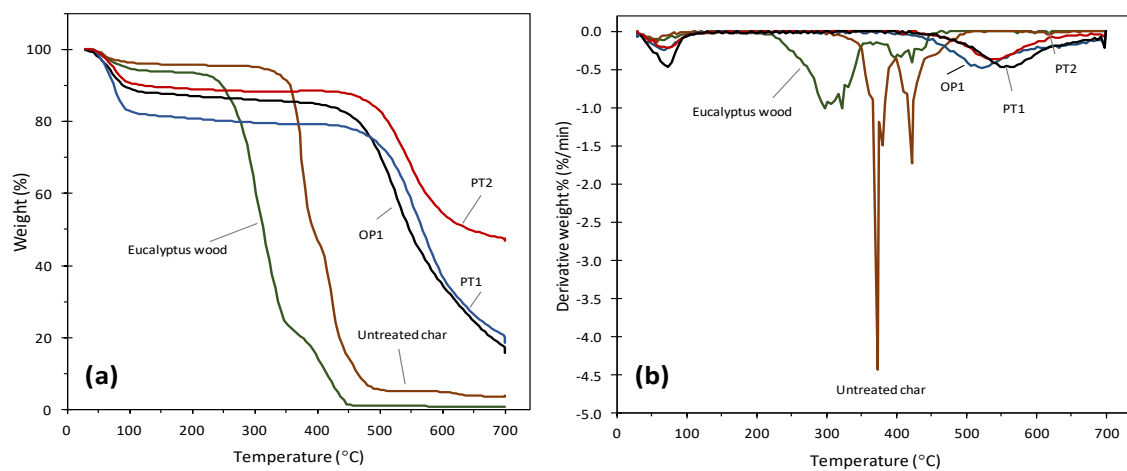 120
100
80
60
40
20
0
Weight (%)
0 100 200 300 400 500 600 700
Temperature (°C)
Eucalyptus wood
PT2
OP1
PT1
Untreated char
(a)
0.0
-0.5
-1.0
-1.5
-2.0
-2.5
-3.0
-3.5
-4.0
-4.5
-5.0
Derivative weight% (%/min)
0 100 200 300 400 500 600 700
Temperature (°C)
PT2
OP1
PT1
Eucalyptus wood
Untreated char
(b)